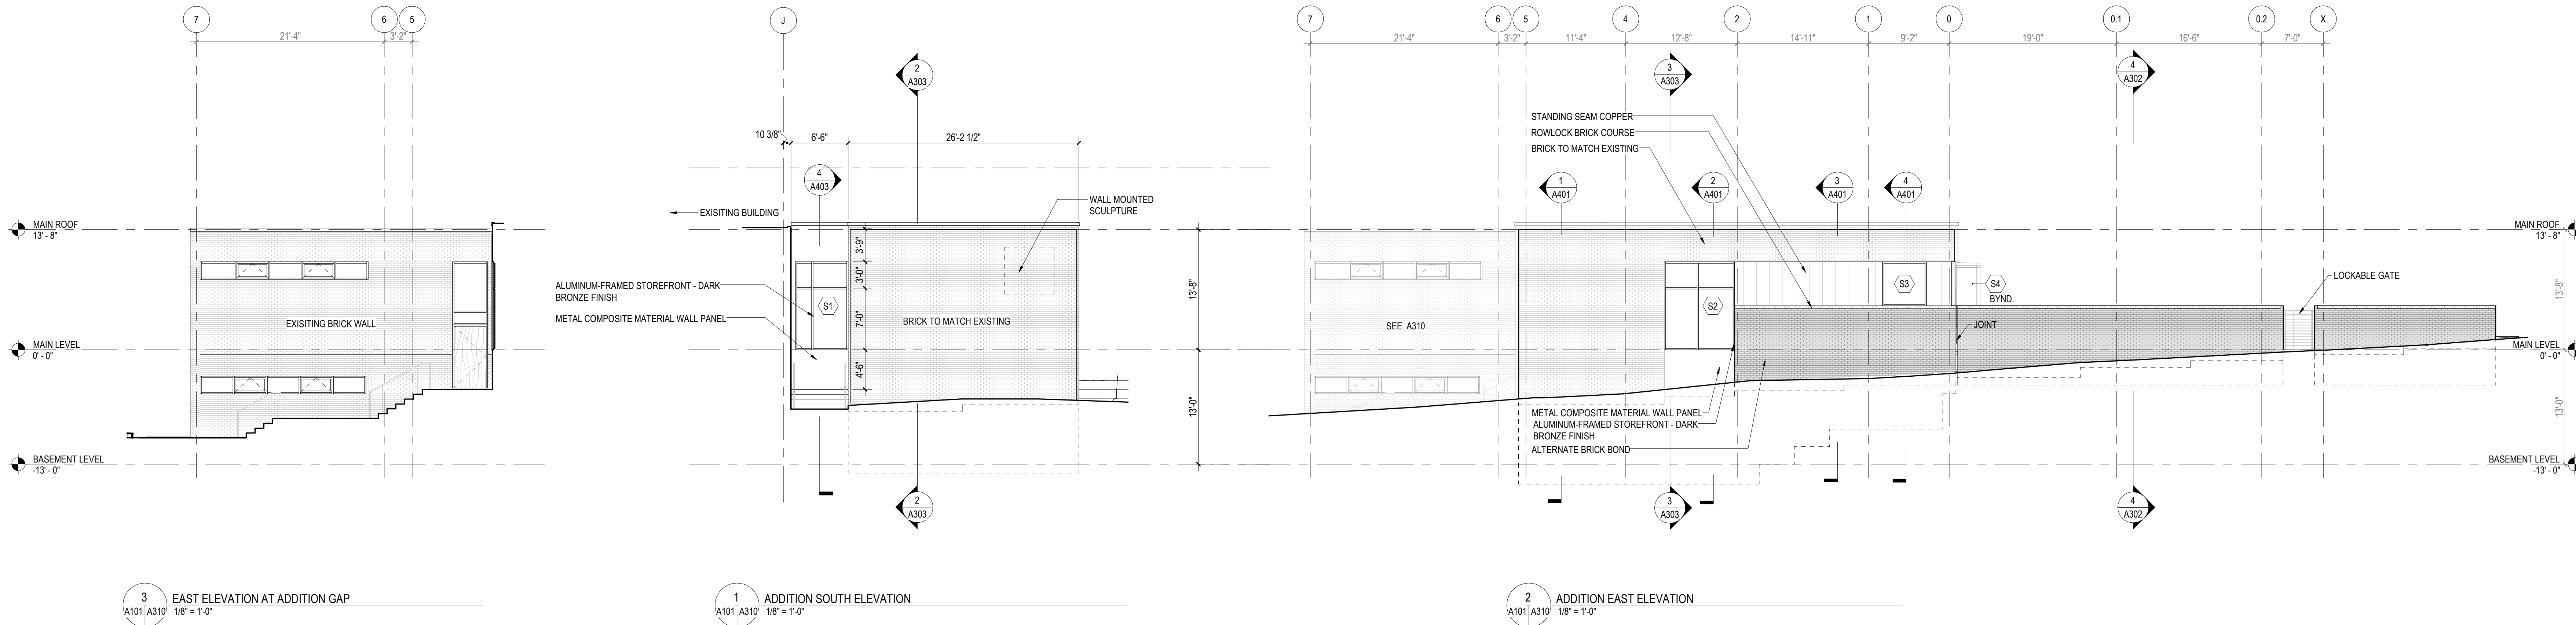 7
6
5
21'-4"
3'-2"
MAIN ROOF
13' - 8"
EXISITING BRICK WALL
MAIN LEVEL
0' - 0"
BASEMENT LEVEL
-13' - 0"
3
A101 A310
EAST ELEVATION AT ADDITION GAP
1/8" = 1'-0"
J
2
A303
10 3/8"
6'-6"
26'-2 1/2"
4
A403
EXISITING BUILDING
WALL MOUNTED
SCULPTURE
3'-9"
3'-0"
7'-0"
4'-6"
ALUMINUM-FRAMED STOREFRONT - DARK
BRONZE FINISH
S1
METAL COMPOSITE MATERIAL WALL PANEL
BRICK TO MATCH EXISTING
13'-8"
13'-0"
2
A303
1
A101 A310
ADDITION SOUTH ELEVATION
1/8" = 1'-0"
7
6
5
4
2
1
0
0.1
0.2
X
21'-4"
3'-2"
11'-4"
12'-8"
14'-11"
9'-2"
19'-0"
16'-6"
7'-0"
3
A303
4
A302
STANDING SEAM COPPER
ROWLOCK BRICK COURSE
BRICK TO MATCH EXISTING
1
A401
2
A401
3
A401
4
A401
MAIN ROOF
13' - 8"
SEE  A310
S2
S3
S4
BYND.
LOCKABLE GATE
JOINT
13'-8"
MAIN LEVEL
0' - 0"
13'-0"
METAL COMPOSITE MATERIAL WALL PANEL
ALUMINUM-FRAMED STOREFRONT - DARK
BRONZE FINISH
ALTERNATE BRICK BOND
BASEMENT LEVEL
-13' - 0"
3
A303
4
A302
2
A101 A310
ADDITION EAST ELEVATION
1/8" = 1'-0"